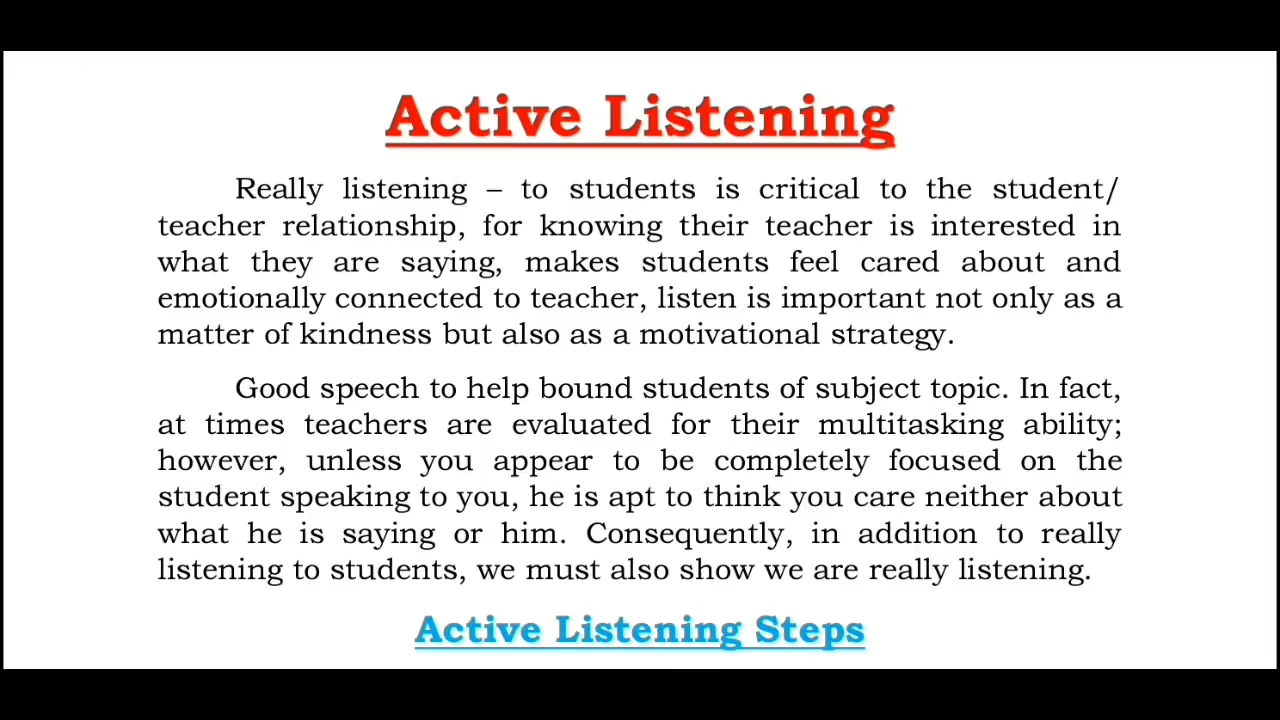 Active Listening
Really listening – to students is critical to the student/
teacher relationship, for knowing their teacher is interested in
what they are saying, makes students feel cared about and
emotionally connected to teacher, listen is important not only as a
matter of kindness but also as a motivational strategy.
Good speech to help bound students of subject topic. In fact,
at times teachers are evaluated for their multitasking ability;
however, unless you appear to be completely focused on the
student speaking to you, he is apt to think you care neither about
what he is saying or him. Consequently, in addition to really
listening to students, we must also show we are really listening.
Active Listening Steps